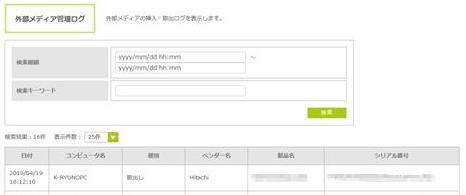 外部メディア管理ログ
外部メディアの挿入・取出ログを表示します。
検索期間
yyyy/mm/dd hh:mm ～
yyyy/mm/dd hh:mm
検索キーワード
検索
検索結果：16件 表示件数： 25件
日付 コンピュータ名 種類 ベンダー名 製品名 シリアル番号
2019/04/19 18:12:10 K-RYUNOPC 取出し Hitachi